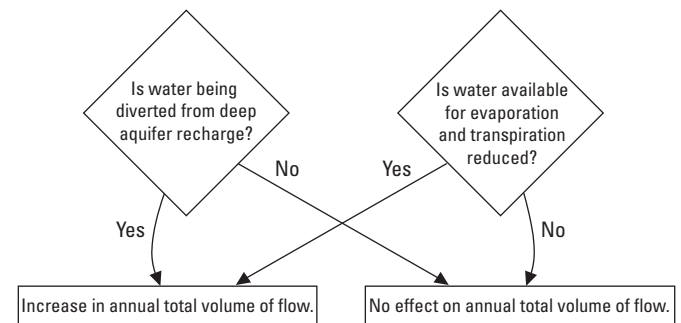 Is water being
diverted from deep
aquifer recharge?
Is water available
for evaporation
and transpiration
reduced?
No
Yes
Yes
No
Increase in annual total volume of flow.
No effect on annual total volume of flow.